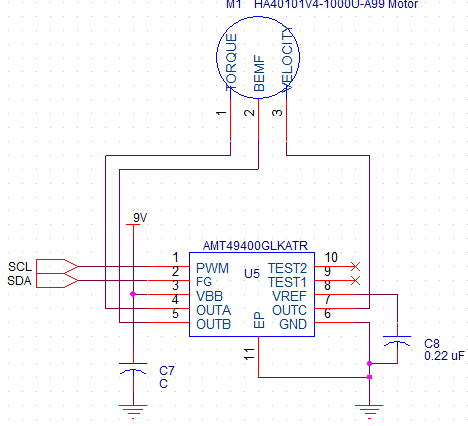 M1 HA40101V4-1000U-A99 Motor
TORQUE
BEMF
VELOCITY
1
2
3
9V
AMT49400GLKATR
SCL
SDA
1
2
3
4
5
PWM
FG
VBB
OUTA
OUTB
U5
EP
TEST2
TEST1
VREF
OUTC
GND
10
9
8
7
6
11
C7
C
C8
0.22 uF